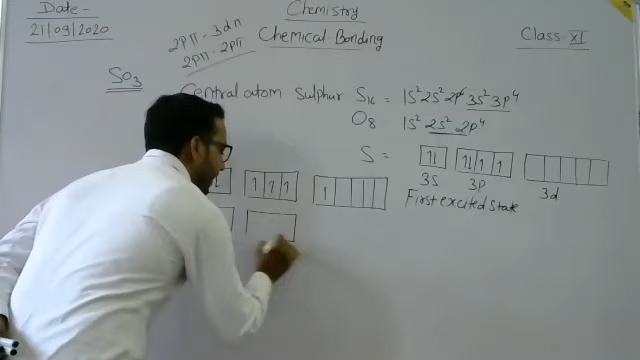 Date-
21/09/2020
Chemistry
Chemical Bonding
Class XI
2pπ - 3dπ
2pπ - 2pπ
SO3
Central atom Sulphur S16 = 1s² 2s² 2p⁶ 3s² 3p⁴
O8 1s² 2s² 2p⁴
S = 1L 1L 1 1
3s 3p 3d
1 1 1 1
First excited state